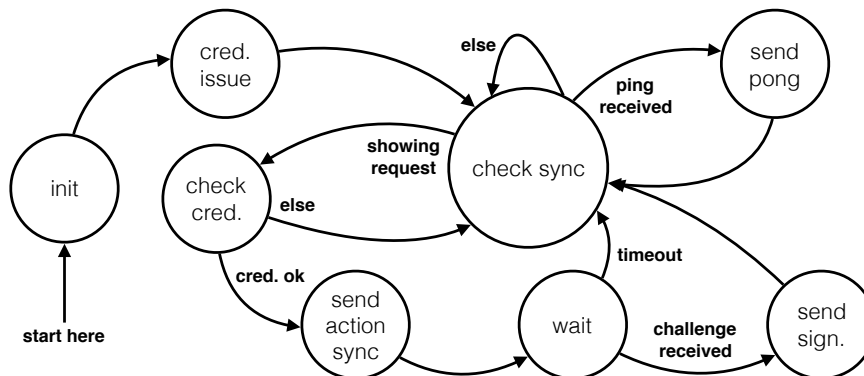 cred.
issue
else
send
pong
ping
received
showing
request
check sync
init
check
cred.
else
cred. ok
timeout
send
action
sync
wait
challenge
received
send
sign.
start here